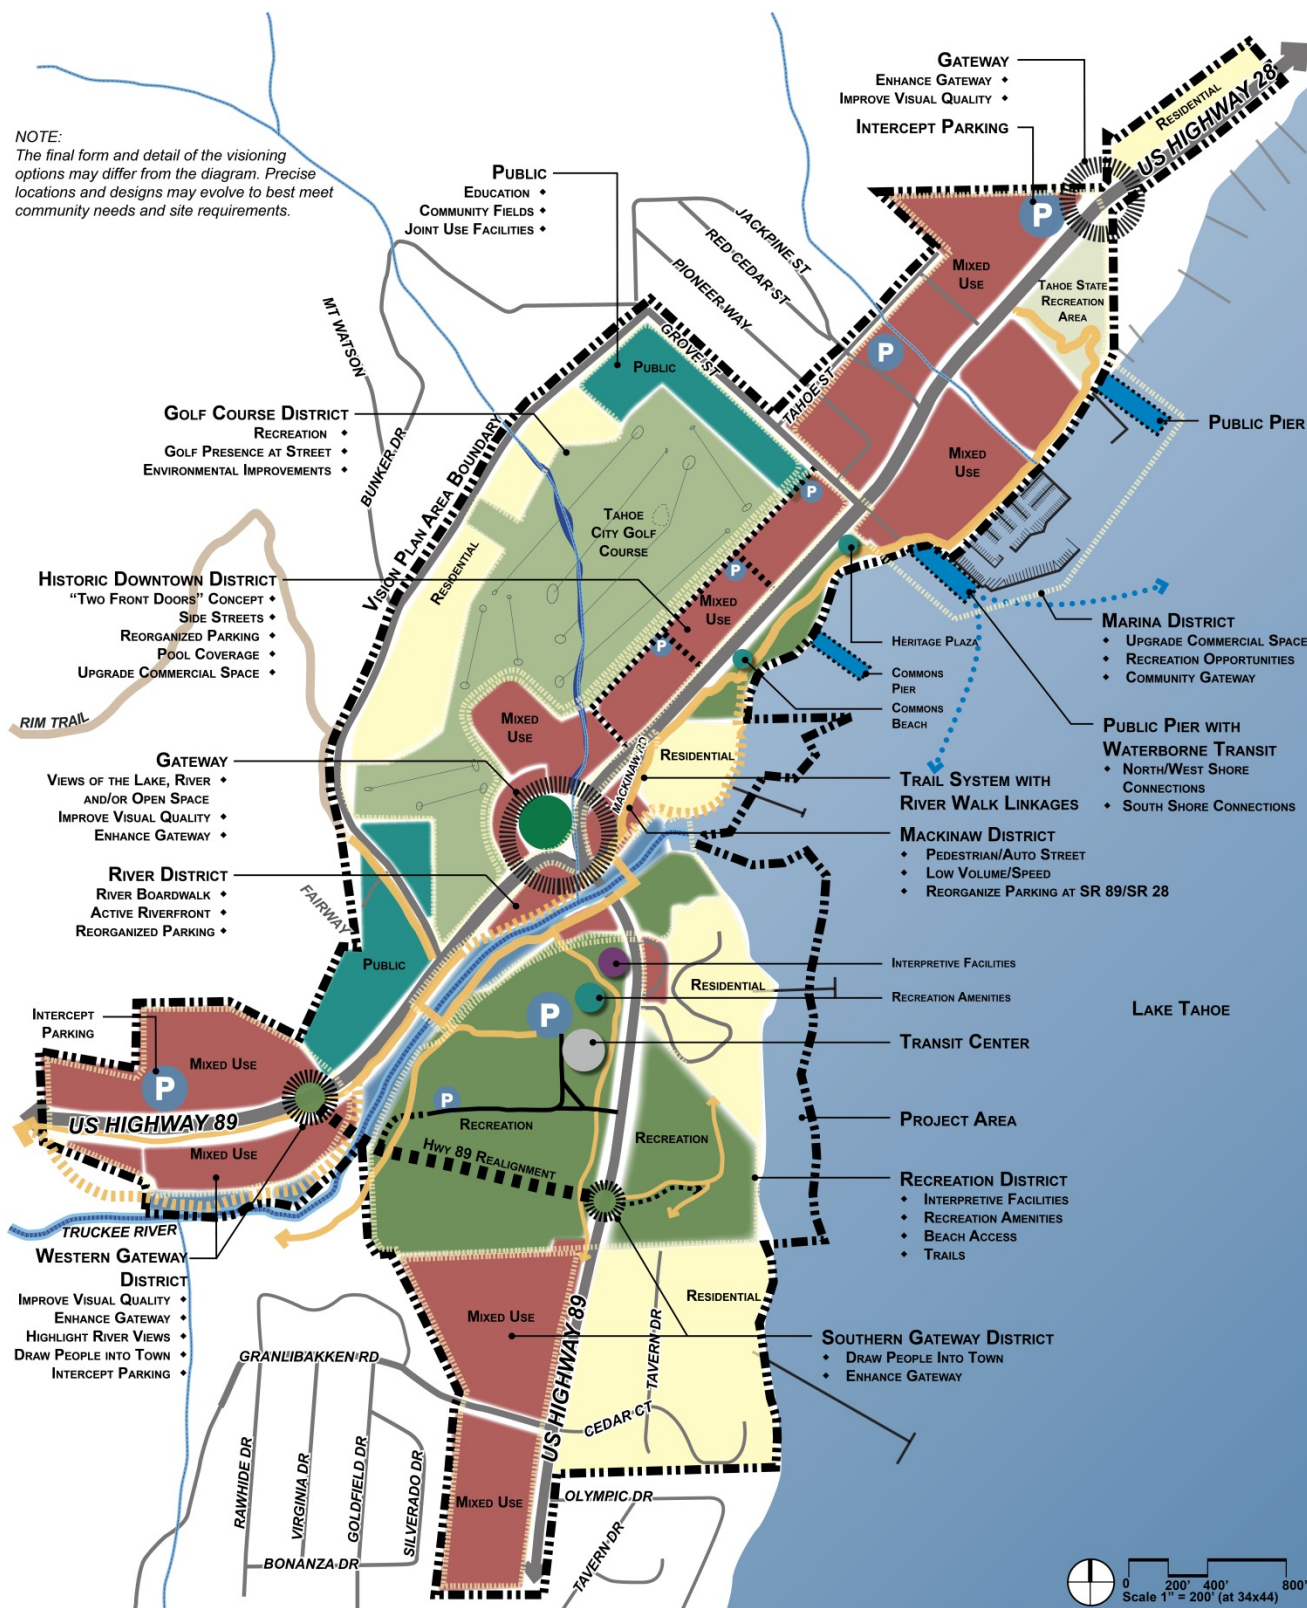 NOTE:
The final form and detail of the visioning
options may differ from the diagram. Precise
locations and designs may evolve to best meet
community needs and site requirements.
GATEWAY
ENHANCE GATEWAY ◆
IMPROVE VISUAL QUALITY ◆
INTERCEPT PARKING
RESIDENTIAL
US HIGHWAY 28
PUBLIC
EDUCATION ◆
COMMUNITY FIELDS ◆
JOINT USE FACILITIES ◆
JACKPINE ST
RED CEDAR ST
PIONEER WAY
P
MIXED
USE
TAHOE STATE
RECREATION
AREA
MT WATSON
BUNKER DR
GROVE ST
TAHOE ST
P
PUBLIC
PUBLIC PIER
GOLF COURSE DISTRICT
RECREATION ◆
GOLF PRESENCE AT STREET ◆
ENVIRONMENTAL IMPROVEMENTS ◆
VISION PLAN AREA BOUNDARY
MIXED
USE
P
TAHOE
CITY GOLF
COURSE
RESIDENTIAL
HISTORIC DOWNTOWN DISTRICT
"TWO FRONT DOORS" CONCEPT ◆
SIDE STREETS ◆
REORGANIZED PARKING ◆
POOL COVERAGE ◆
UPGRADE COMMERCIAL SPACE ◆
P
MIXED
USE
P
HERITAGE PLAZA
COMMONS
PIER
COMMONS
BEACH
MARINA DISTRICT
◆ UPGRADE COMMERCIAL SPACE
◆ RECREATION OPPORTUNITIES
◆ COMMUNITY GATEWAY
RIM TRAIL
MIXED
USE
MACKINAW RD
RESIDENTIAL
PUBLIC PIER WITH
WATERBORNE TRANSIT
◆ NORTH/WEST SHORE
CONNECTIONS
◆ SOUTH SHORE CONNECTIONS
GATEWAY
VIEWS OF THE LAKE, RIVER ◆
AND/OR OPEN SPACE
IMPROVE VISUAL QUALITY ◆
ENHANCE GATEWAY ◆
TRAIL SYSTEM WITH
RIVER WALK LINKAGES
MACKINAW DISTRICT
◆ PEDESTRIAN/AUTO STREET
◆ LOW VOLUME/SPEED
◆ REORGANIZE PARKING AT SR 89/SR 28
RIVER DISTRICT
RIVER BOARDWALK ◆
ACTIVE RIVERFRONT ◆
REORGANIZED PARKING ◆
FAIRWAY
PUBLIC
INTERPRETIVE FACILITIES
RESIDENTIAL
RECREATION AMENITIES
LAKE TAHOE
INTERCEPT
PARKING
P
TRANSIT CENTER
MIXED USE
P
P
US HIGHWAY 89
RECREATION
PROJECT AREA
RECREATION
MIXED USE
HWY 89 REALIGNMENT
RECREATION DISTRICT
◆ INTERPRETIVE FACILITIES
◆ RECREATION AMENITIES
◆ BEACH ACCESS
◆ TRAILS
TRUCKEE RIVER
WESTERN GATEWAY
DISTRICT
IMPROVE VISUAL QUALITY ◆
ENHANCE GATEWAY ◆
HIGHLIGHT RIVER VIEWS ◆
DRAW PEOPLE INTO TOWN ◆
INTERCEPT PARKING ◆
RESIDENTIAL
MIXED USE
SOUTHERN GATEWAY DISTRICT
◆ DRAW PEOPLE INTO TOWN
◆ ENHANCE GATEWAY
US HIGHWAY 89
TAVERN DR
GRANLIBAKKEN RD
CEDAR CT
RAWHIDE DR
VIRGINIA DR
GOLDFIELD DR
SILVERADO DR
MIXED USE
OLYMPIC DR
TAVERN DR
BONANZA DR
0 200' 400' 800'
Scale 1" = 200' (at 34x44)